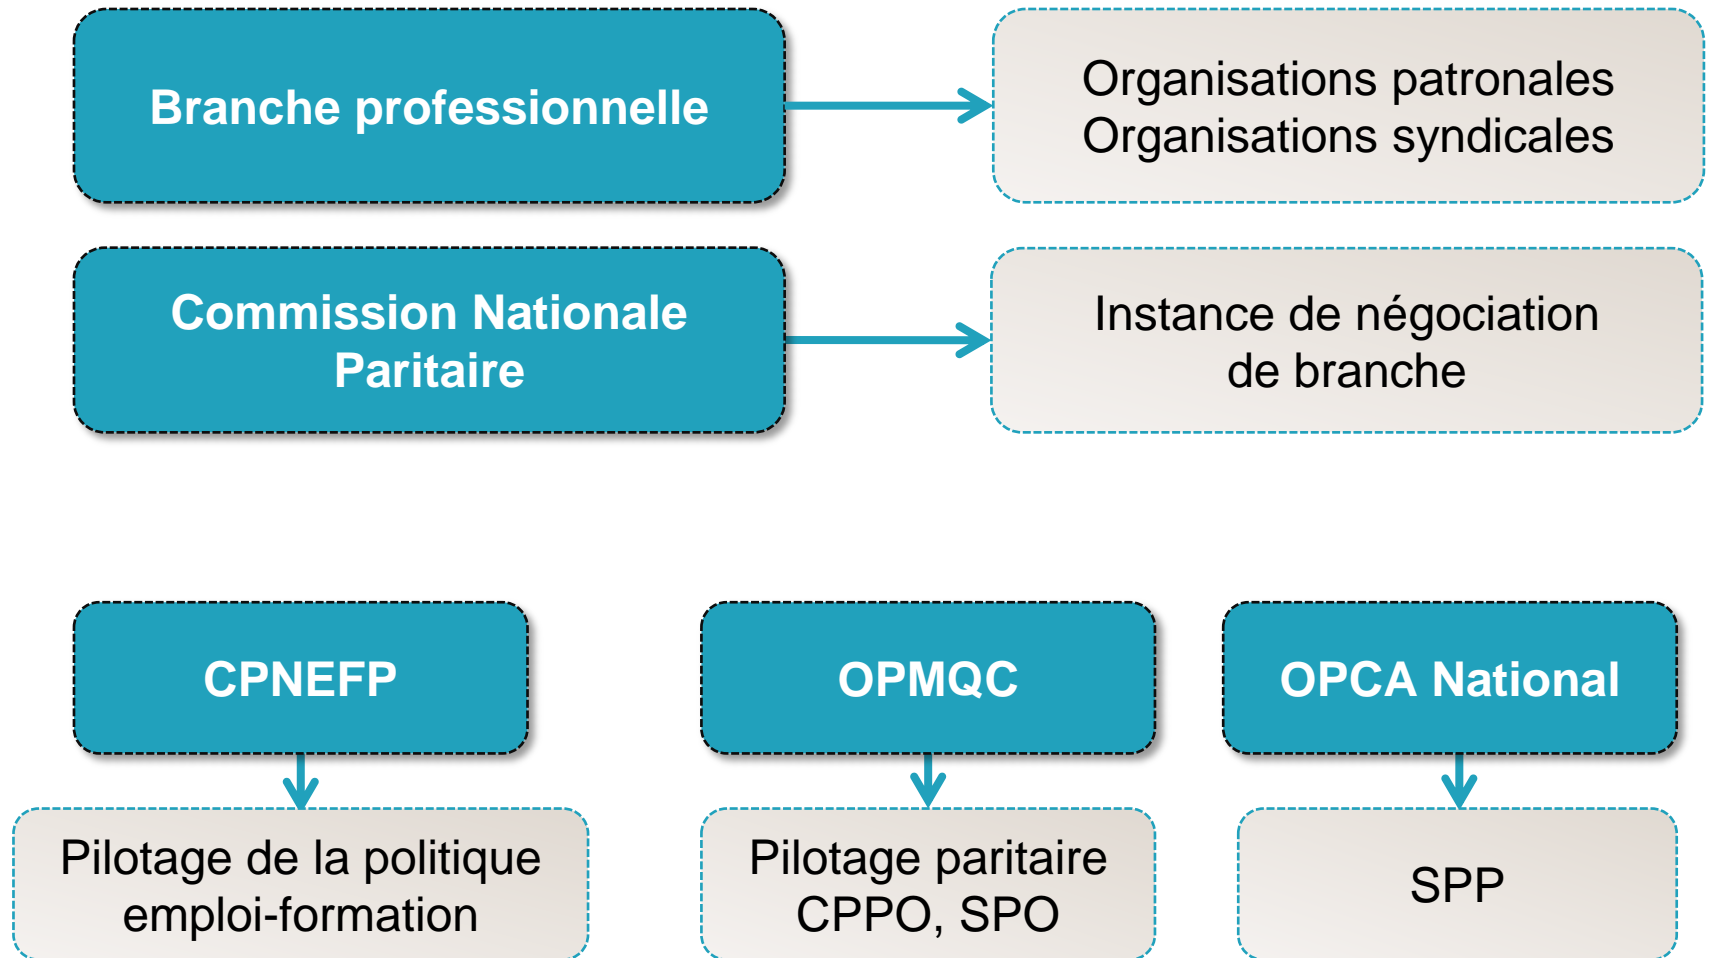 Branche professionnelle
Organisations patronales
Organisations syndicales
Commission Nationale
Paritaire
Instance de négociation
de branche
CPNEFP
OPMQC
OPCA National
Pilotage de la politique
emploi-formation
Pilotage paritaire
CPPO, SPO
SPP